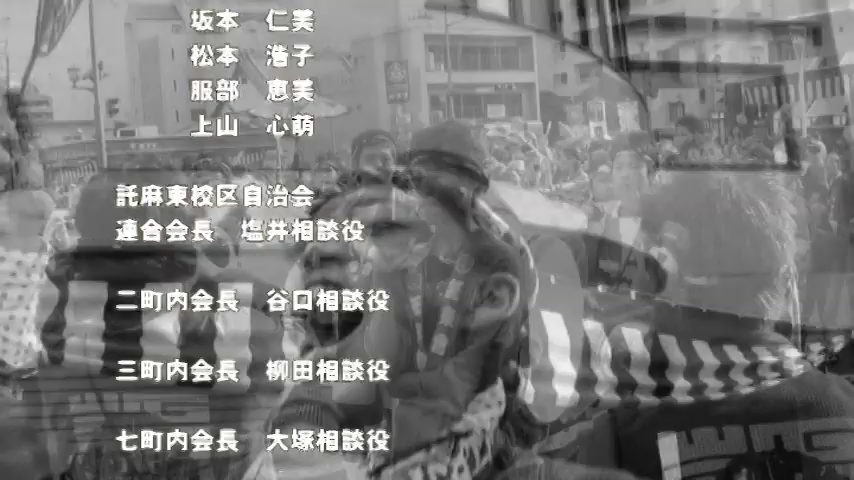 坂本　仁美
松本　浩子
服部　恵美
上山　心萌
託麻東校区自治会
連合会長　塩井相談役
二町内会長　谷口相談役
三町内会長　柳田相談役
七町内会長　大塚相談役